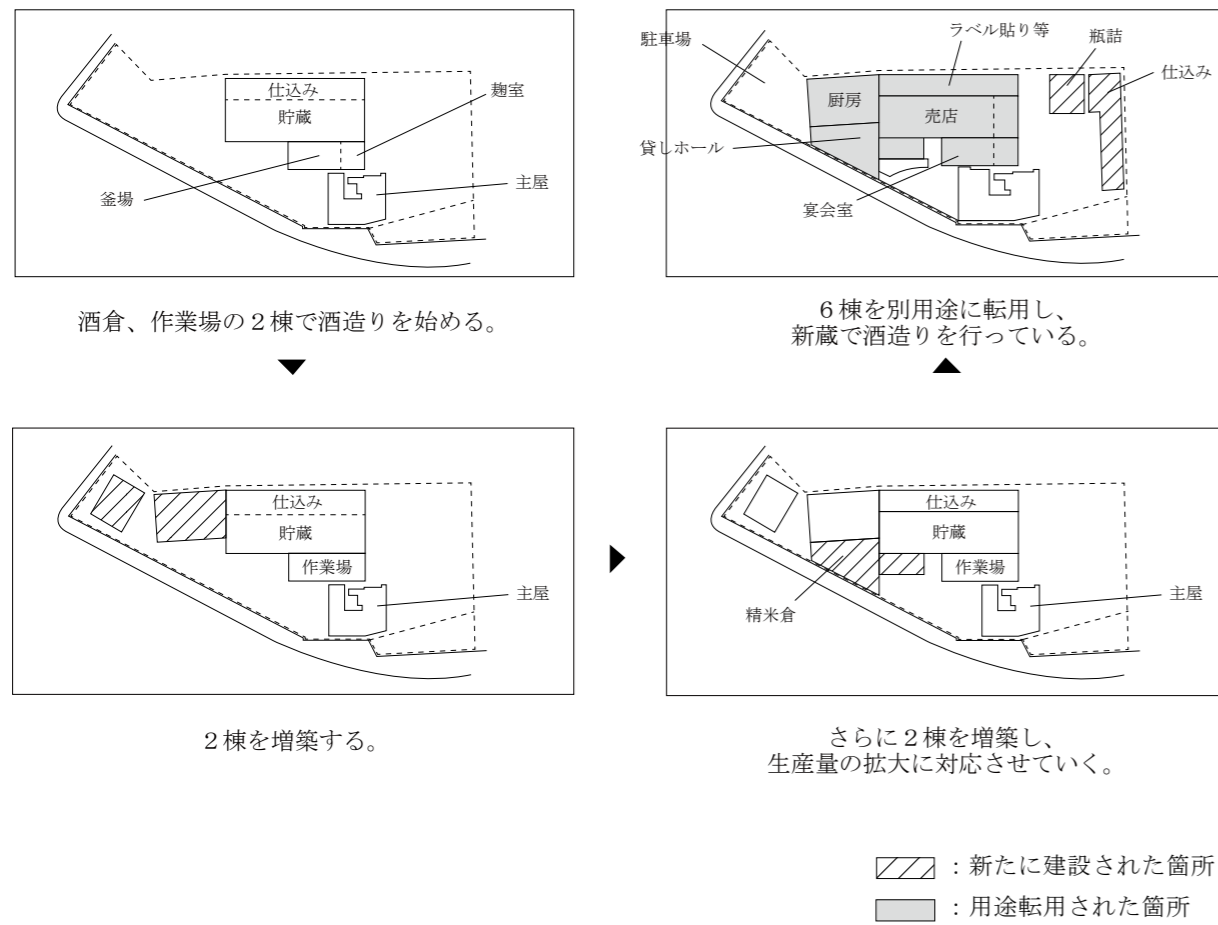 仕込み
貯蔵
麹室
釜場
主屋
酒倉、作業場の2棟で酒造りを始める。
仕込み
貯蔵
作業場
主屋
2棟を増築する。
仕込み
貯蔵
作業場
精米倉
主屋
さらに2棟を増築し、
生産量の拡大に対応させていく。
駐車場
ラベル貼り等
瓶詰
仕込み
厨房
売店
貸しホール
宴会室
6棟を別用途に転用し、
新蔵で酒造りを行っている。
：新たに建設された箇所
：用途転用された箇所